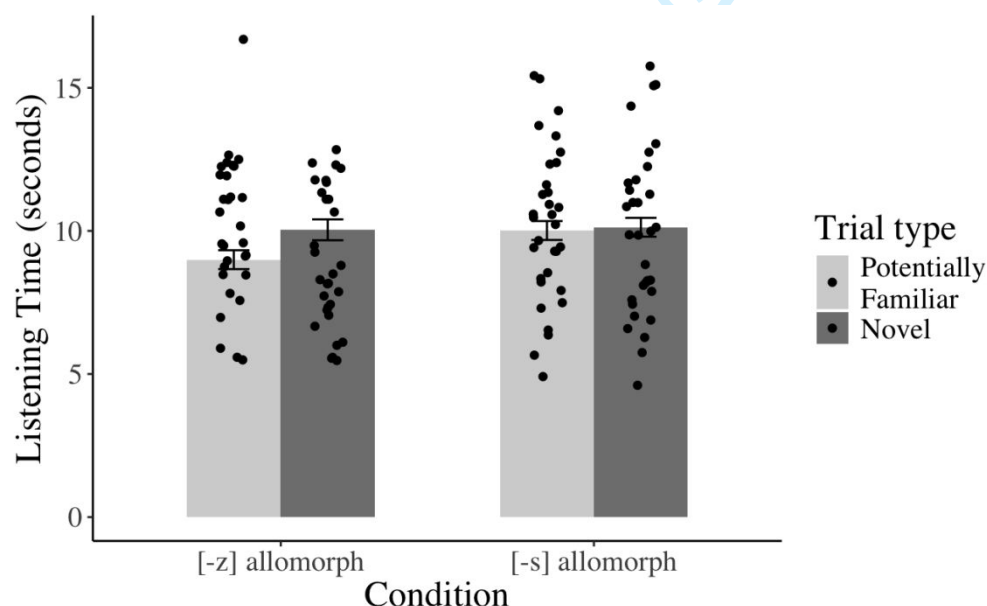 15
10
5
0
Listening Time (seconds)
[-z] allomorph
[-s] allomorph
Condition
Trial type
Potentially
Familiar
Novel